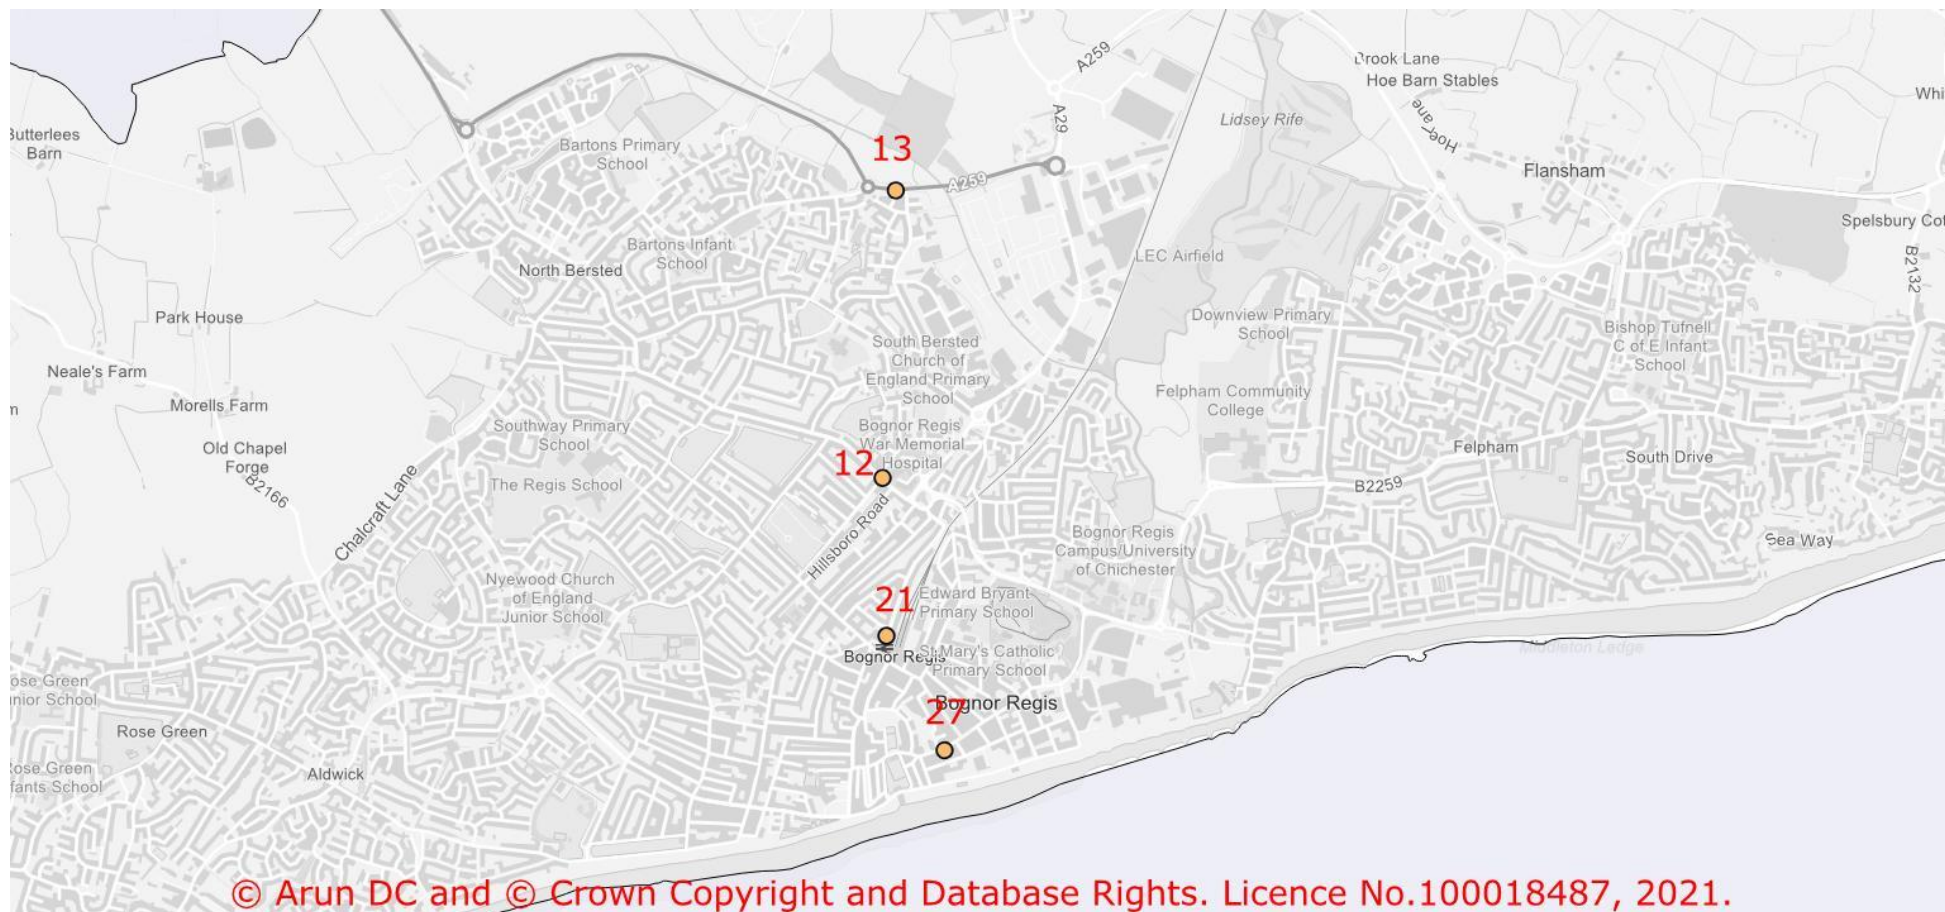 Brook Lane
Hoe Barn Stables
A259
Whi
A29
Lidsey Rife
Butterlees
Barn
Bartons Primary
School
13
Hoe Lane
Flansham
A259
Spelsbury Cot
Bartons Infant
School
LEC Airfield
B2132
North Bersted
Park House
Downview Primary
School
Bishop Tufnell
C of E Infant
School
South Bersted
Church of
England Primary
School
Neale's Farm
Morells Farm
Felpham Community
College
Southway Primary
School
Bognor Regis
War Memorial
Hospital
Old Chapel
Forge
Felpham
South Drive
12
B2166
The Regis School
B2259
Chalcraft Lane
Hillsboro Road
Bognor Regis
Campus/University
of Chichester
Sea Way
Nyewood Church
of England
Junior School
21
Edward Bryant
Primary School
Bognor Regis
St Mary's Catholic
Primary School
Middleton Ledge
Rose Green
Junior School
27
Bognor Regis
Rose Green
Aldwick
Rose Green
Infants School
© Arun DC and © Crown Copyright and Database Rights. Licence No.100018487, 2021.